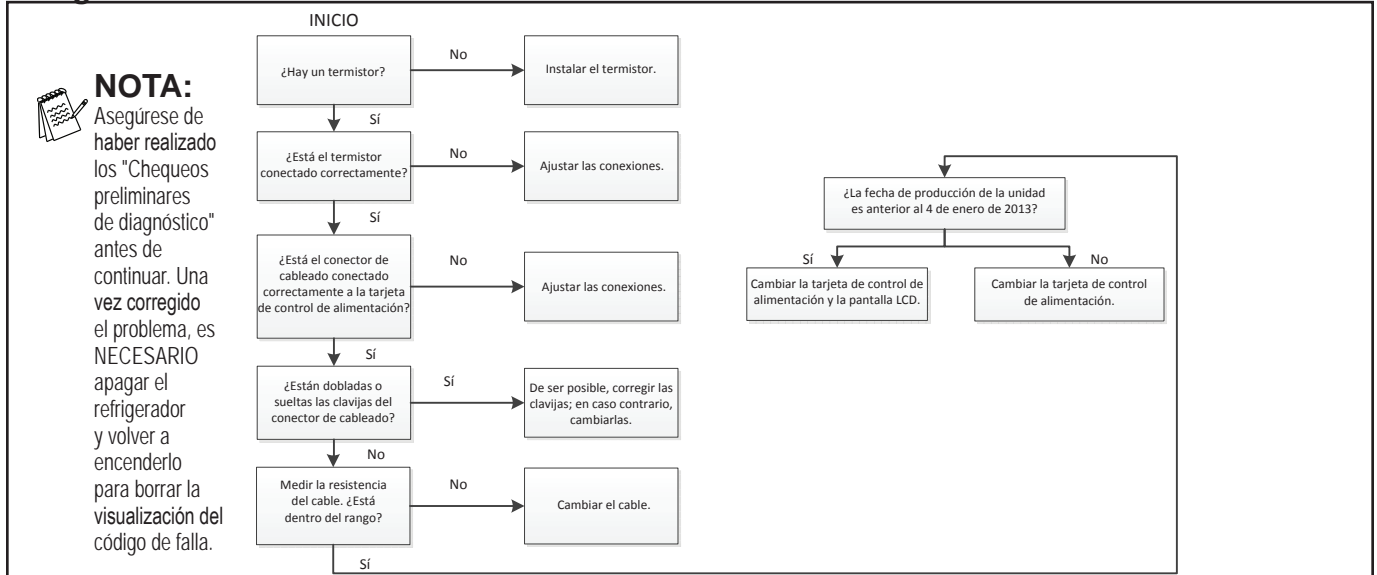 INICIO
NOTA:
Asegúrese de
haber realizado
los "Chequeos
preliminares
de diagnóstico"
antes de
continuar. Una
vez corregido
el problema, es
NECESARIO
apagar el
refrigerador
y volver a
encenderlo
para borrar la
visualización del
código de falla.
¿Hay un termistor?
No
Instalar el termistor.
Sí
¿Está el termistor
conectado correctamente?
No
Ajustar las conexiones.
Sí
¿Está el conector de
cableado conectado
correctamente a la tarjeta
de control de alimentación?
No
Ajustar las conexiones.
Sí
¿Están dobladas o
sueltas las clavijas del
conector de cableado?
Sí
De ser posible, corregir las
clavijas; en caso contrario,
cambiarlas.
No
Medir la resistencia
del cable. ¿Está
dentro del rango?
No
Cambiar el cable.
Sí
¿La fecha de producción de la unidad
es anterior al 4 de enero de 2013?
Sí
Cambiar la tarjeta de control de
alimentación y la pantalla LCD.
No
Cambiar la tarjeta de control
de alimentación.